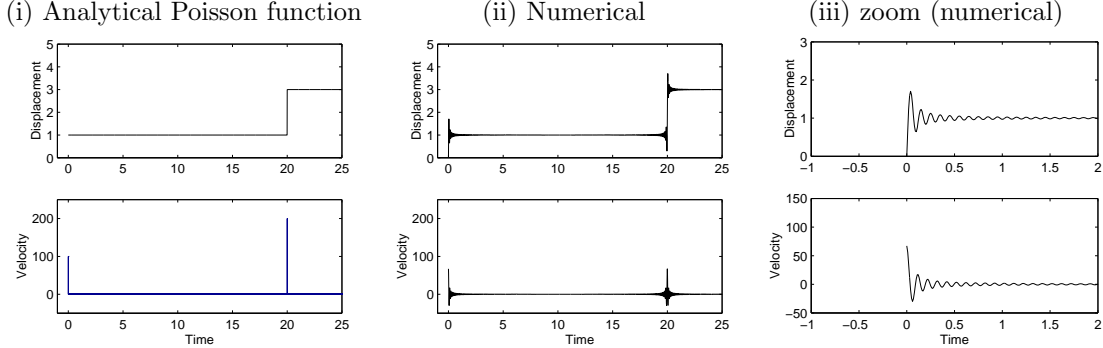 (i) Analytical Poisson function
(ii) Numerical
(iii) zoom (numerical)
Displacement
5
4
3
2
1
0
0 5 10 15 20 25
Displacement
5
4
3
2
1
0
0 5 10 15 20 25
Displacement
3
2
1
0
−1 −0.5 0 0.5 1 1.5 2
Velocity
200
100
0
0 5 10 15 20 25
Time
Velocity
200
100
0
0 5 10 15 20 25
Time
Velocity
150
100
50
0
−50
−1 −0.5 0 0.5 1 1.5 2
Time